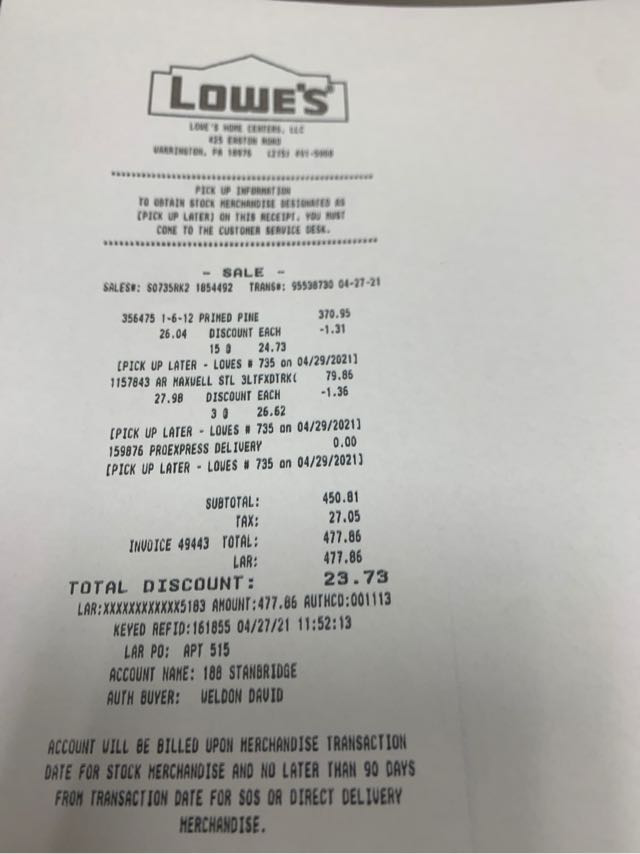 LOWE'S
LOWE'S HOME CENTERS, LLC
425 EASTON ROAD
WARRINGTON, PA 18976 (215)
PICK UP INFORMATION
TO OBTAIN STOCK MERCHANDISE DESIGNATED AS
[PICK UP LATER] ON THIS RECEIPT, YOU MUST
COME TO THE CUSTOMER SERVICE DESK.
- SALE -
SALES#: S0735RK2 1854492 TRANS#: 95538730 04-27-21
356475 1-6-12 PRIMED PINE 370.95
26.04 DISCOUNT EACH -1.31
15 @ 24.73
[PICK UP LATER - LOWES # 735 on 04/29/2021]
1157843 AR MAXWELL STL 3LTFXDTRK( 79.86
27.98 DISCOUNT EACH -1.36
3 @ 26.62
[PICK UP LATER - LOWES # 735 on 04/29/2021]
159876 PROEXPRESS DELIVERY 0.00
[PICK UP LATER - LOWES # 735 on 04/29/2021]
SUBTOTAL: 450.81
TAX: 27.05
INVOICE 49443 TOTAL: 477.86
LAR: 477.86
TOTAL DISCOUNT: 23.73
LAR:XXXXXXXXXXXX5183 AMOUNT:477.86 AUTHCD:001113
KEYED REFID:161855 04/27/21 11:52:13
LAR PO: APT 515
ACCOUNT NAME: 188 STANBRIDGE
AUTH BUYER: WELDON DAVID
ACCOUNT WILL BE BILLED UPON MERCHANDISE TRANSACTION
DATE FOR STOCK MERCHANDISE AND NO LATER THAN 90 DAYS
FROM TRANSACTION DATE FOR SOS OR DIRECT DELIVERY
MERCHANDISE.